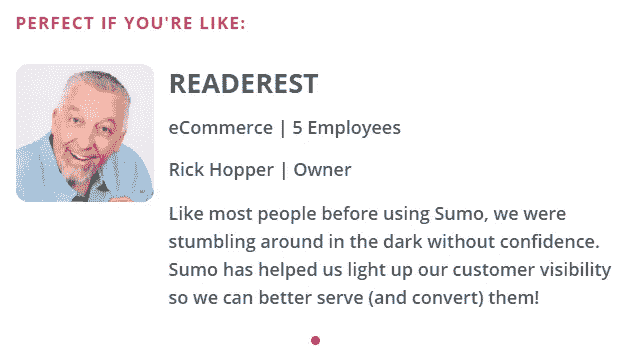 PERFECT IF YOU'RE LIKE:
READEREST
eCommerce | 5 Employees
Rick Hopper | Owner
Like most people before using Sumo, we were
stumbling around in the dark without confidence.
Sumo has helped us light up our customer visibility
so we can better serve (and convert) them!